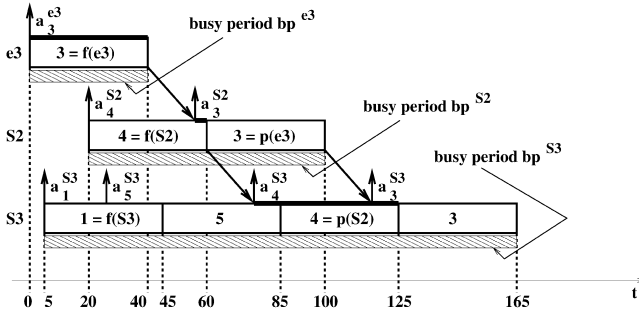 a e3 3
busy period bp e3
e3 3 = f(e3)
a S2 4 a S2 3
busy period bp S2
S2 4 = f(S2) 3 = p(e3)
busy period bp S3
a S3 1 a S3 5 a S3 4 a S3 3
S3 1 = f(S3) 5 4 = p(S2) 3
0 5 20 40 45 60 85 100 125 165 t